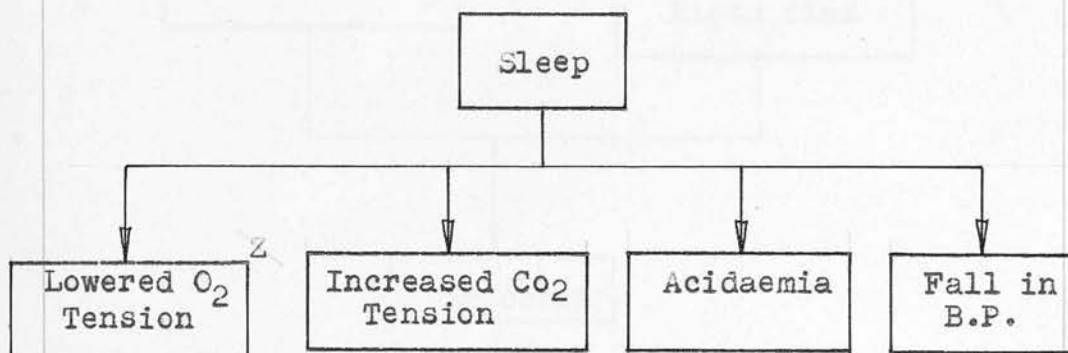 Sleep
Lowered O₂
Tension
Z
Increased Co₂
Tension
Acidaemia
Fall in
B.P.